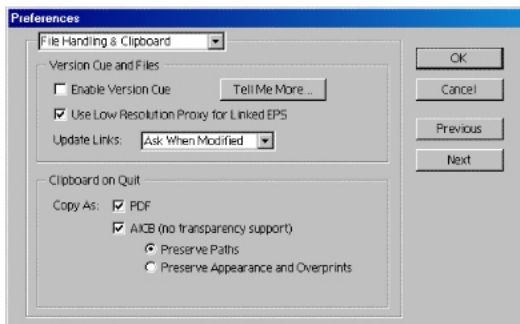 Preferences
File Handling & Clipboard
OK
Version Cue and Files
Enable Version Cue
Tell Me More ...
Cancel
Use Low Resolution Proxy for Linked EPS
Previous
Update Links: Ask When Modified
Next
Clipboard on Quit
Copy As: PDF
AICB (no transparency support)
Preserve Paths
Preserve Appearance and Overprints